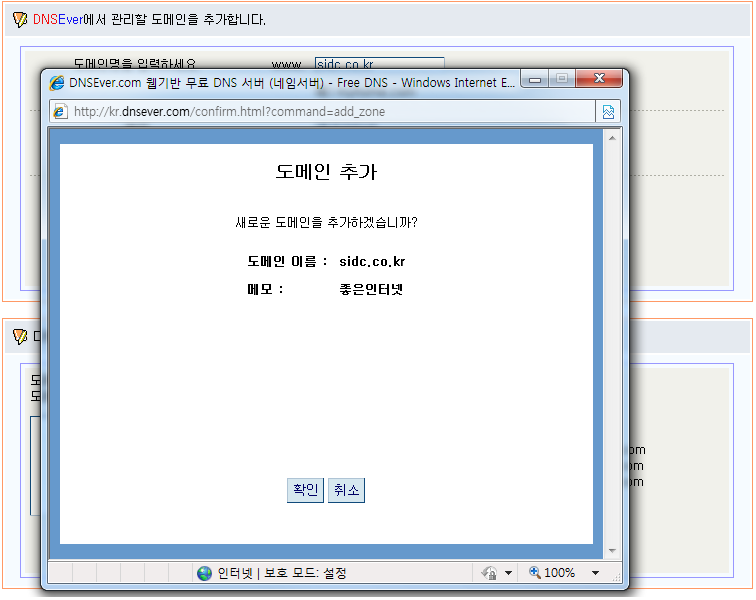 DNSEver에서 관리할 도메인을 추가합니다.
도메인명을 입력하세요 www. sidc.co.kr
DNSEver.com 웹기반 무료 DNS 서버 (네임서버) - Free DNS - Windows Internet E...
http://kr.dnsever.com/confirm.html?command=add_zone
도메인 추가
새로운 도메인을 추가하겠습니까?
도메인 이름 : sidc.co.kr
메모 : 좋은인터넷
om
om
om
확인 취소
인터넷 | 보호 모드: 설정 100%